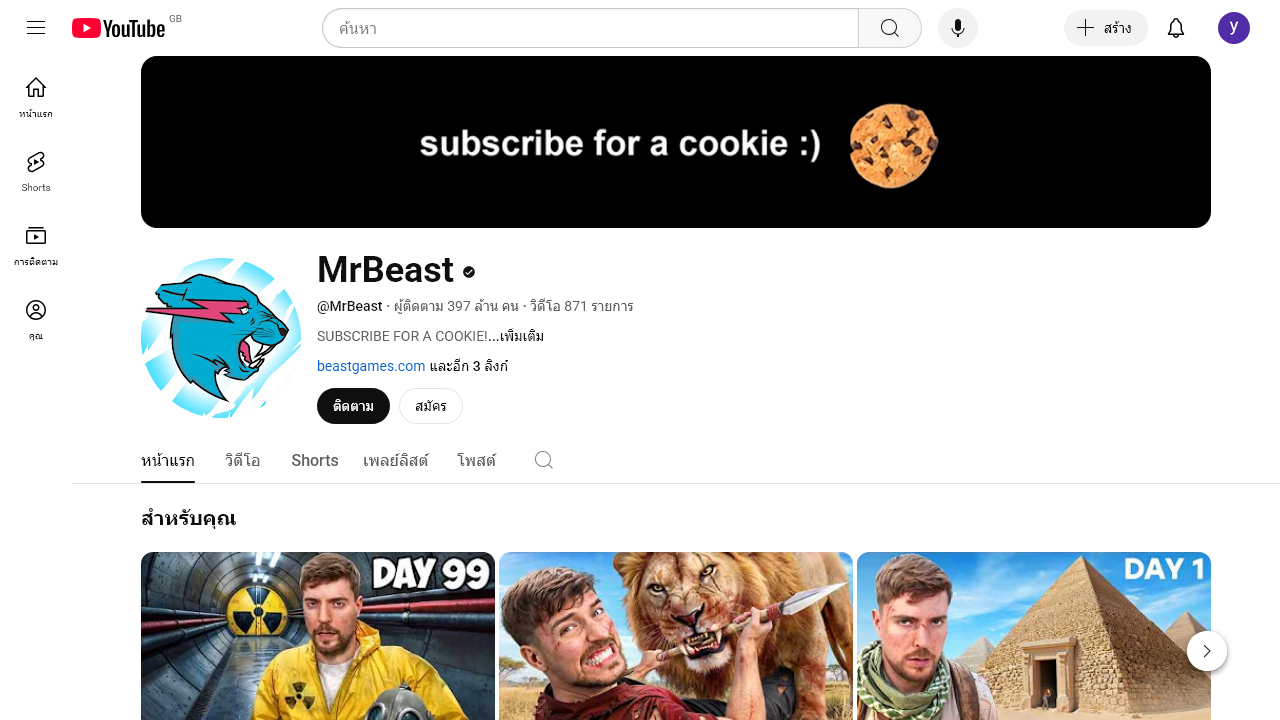 YouTube GB
ค้นหา
สร้าง
y
หน้าแรก
Shorts
การติดตาม
คุณ
subscribe for a cookie :)
MrBeast
@MrBeast · ผู้ติดตาม 397 ล้าน คน · วิดีโอ 871 รายการ
SUBSCRIBE FOR A COOKIE!...เพิ่มเติม
beastgames.com และอีก 3 ลิงก์
ติดตาม
สมัคร
หน้าแรก วิดีโอ Shorts เพลย์ลิสต์ โพสต์
สำหรับคุณ
DAY 99
DAY 1